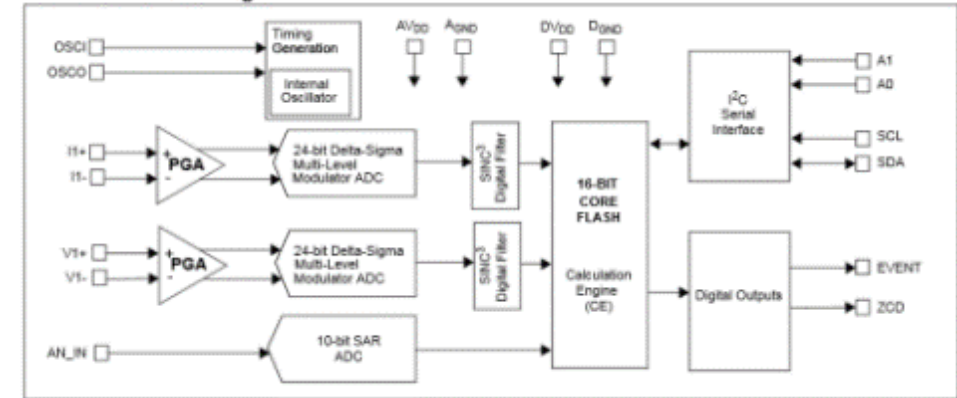 OSCI
OSCO
Timing
Generation
Internal
Oscillator
AVDD
AGND
DVDD
DGND
I1+
I1-
+
-
PGA
24-bit Delta-Sigma
Multi-Level
Modulator ADC
SINC3
Digital Filter
V1+
V1-
+
-
PGA
24-bit Delta-Sigma
Multi-Level
Modulator ADC
SINC3
Digital Filter
AN_IN
10-bit SAR
ADC
16-BIT
CORE
FLASH
Calculation
Engine
(CE)
I2C
Serial
Interface
A1
A0
SCL
SDA
Digital Outputs
EVENT
ZCD